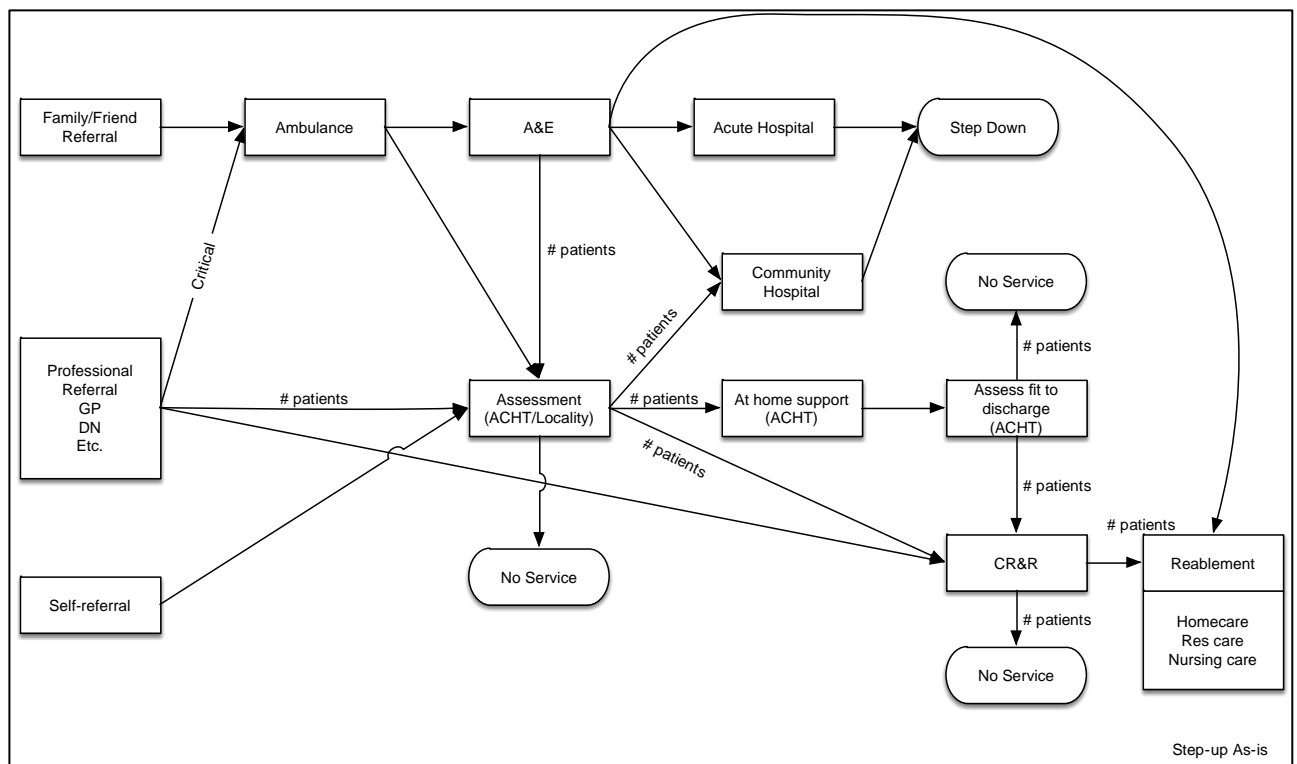 Family/Friend
Referral
Ambulance
A&E
Acute Hospital
Step Down
Critical
# patients
Community
Hospital
No Service
# patients
# patients
Professional
Referral
GP
DN
Etc.
# patients
Assessment
(ACHT/Locality)
# patients
At home support
(ACHT)
Assess fit to
discharge
(ACHT)
# patients
# patients
# patients
No Service
CR&R
Reablement
Self-referral
# patients
Homecare
Res care
Nursing care
No Service
Step-up As-is